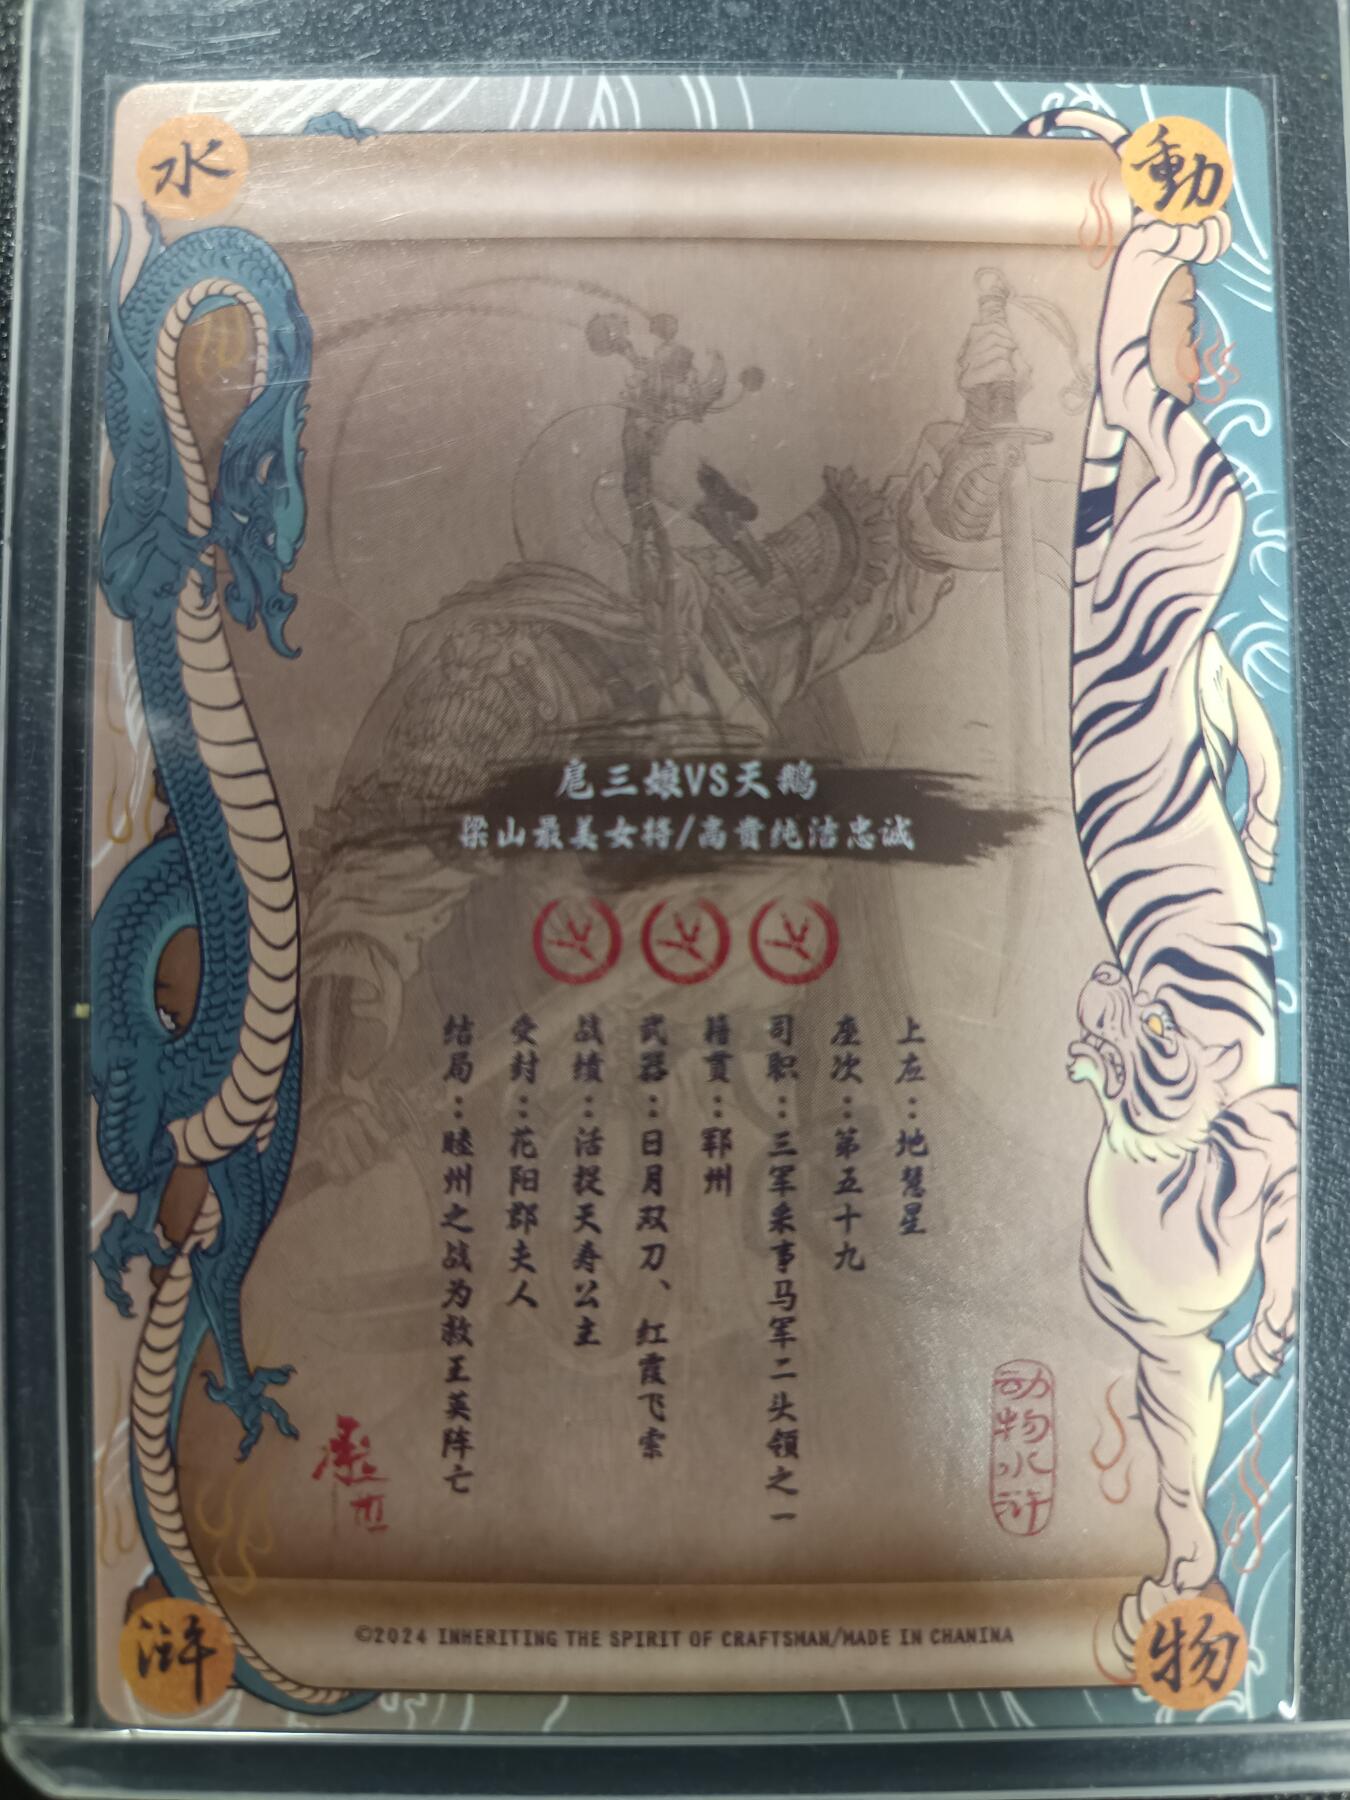 動物
水滸
扈三娘VS天鹅
梁山最美女将/高贵纯洁忠诚
上应：地慧星
座次：第五十九
司职：三军采事马军二头领之一
籍贯：郓州
武器：日月双刀、红霞飞索
战绩：活捉天寿公主
受封：花阳郡夫人
结局：睦州之战为救王英阵亡
动物水浒
©2024 INHERITING THE SPIRIT OF CRAFTSMAN/MADE IN CHANINA